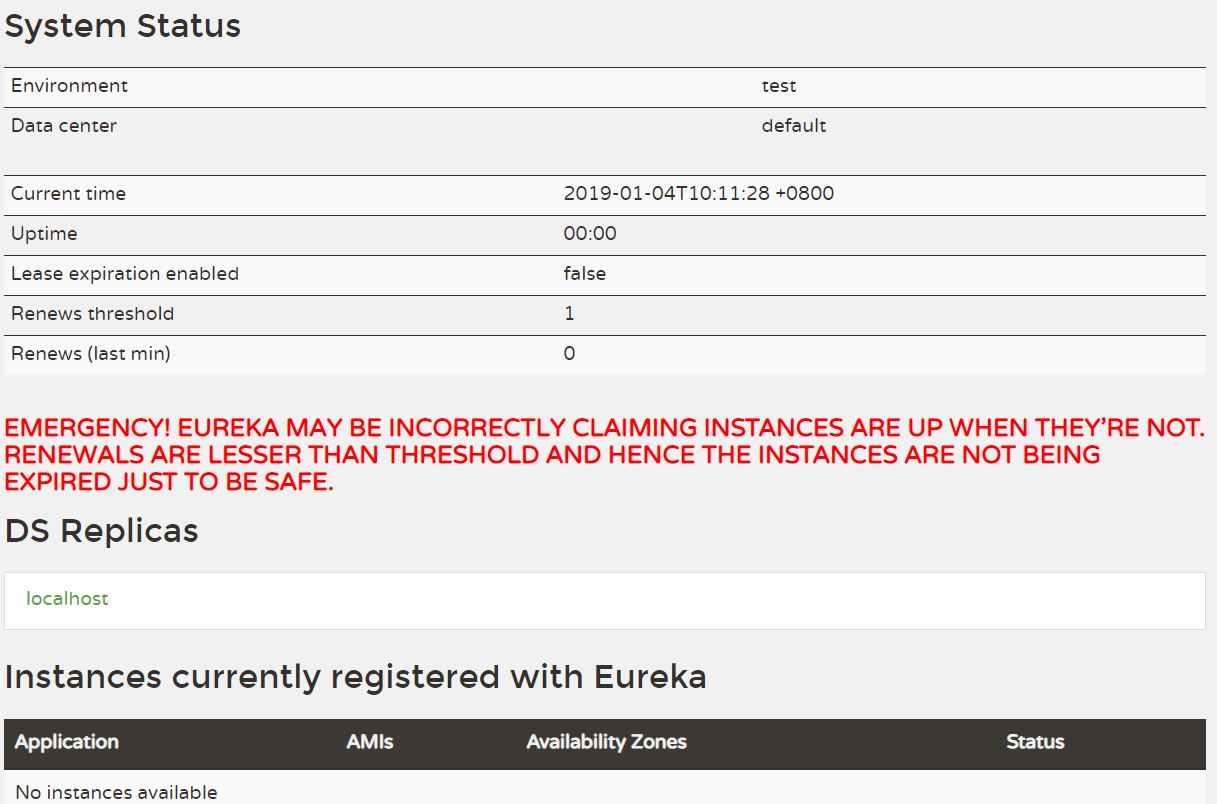 System Status
Environment test
Data center default
Current time 2019-01-04T10:11:28 +0800
Uptime 00:00
Lease expiration enabled false
Renews threshold 1
Renews (last min) 0
EMERGENCY! EUREKA MAY BE INCORRECTLY CLAIMING INSTANCES ARE UP WHEN THEY’RE NOT.
RENEWALS ARE LESSER THAN THRESHOLD AND HENCE THE INSTANCES ARE NOT BEING
EXPIRED JUST TO BE SAFE.
DS Replicas
localhost
Instances currently registered with Eureka
Application AMIs Availability Zones Status
No instances available